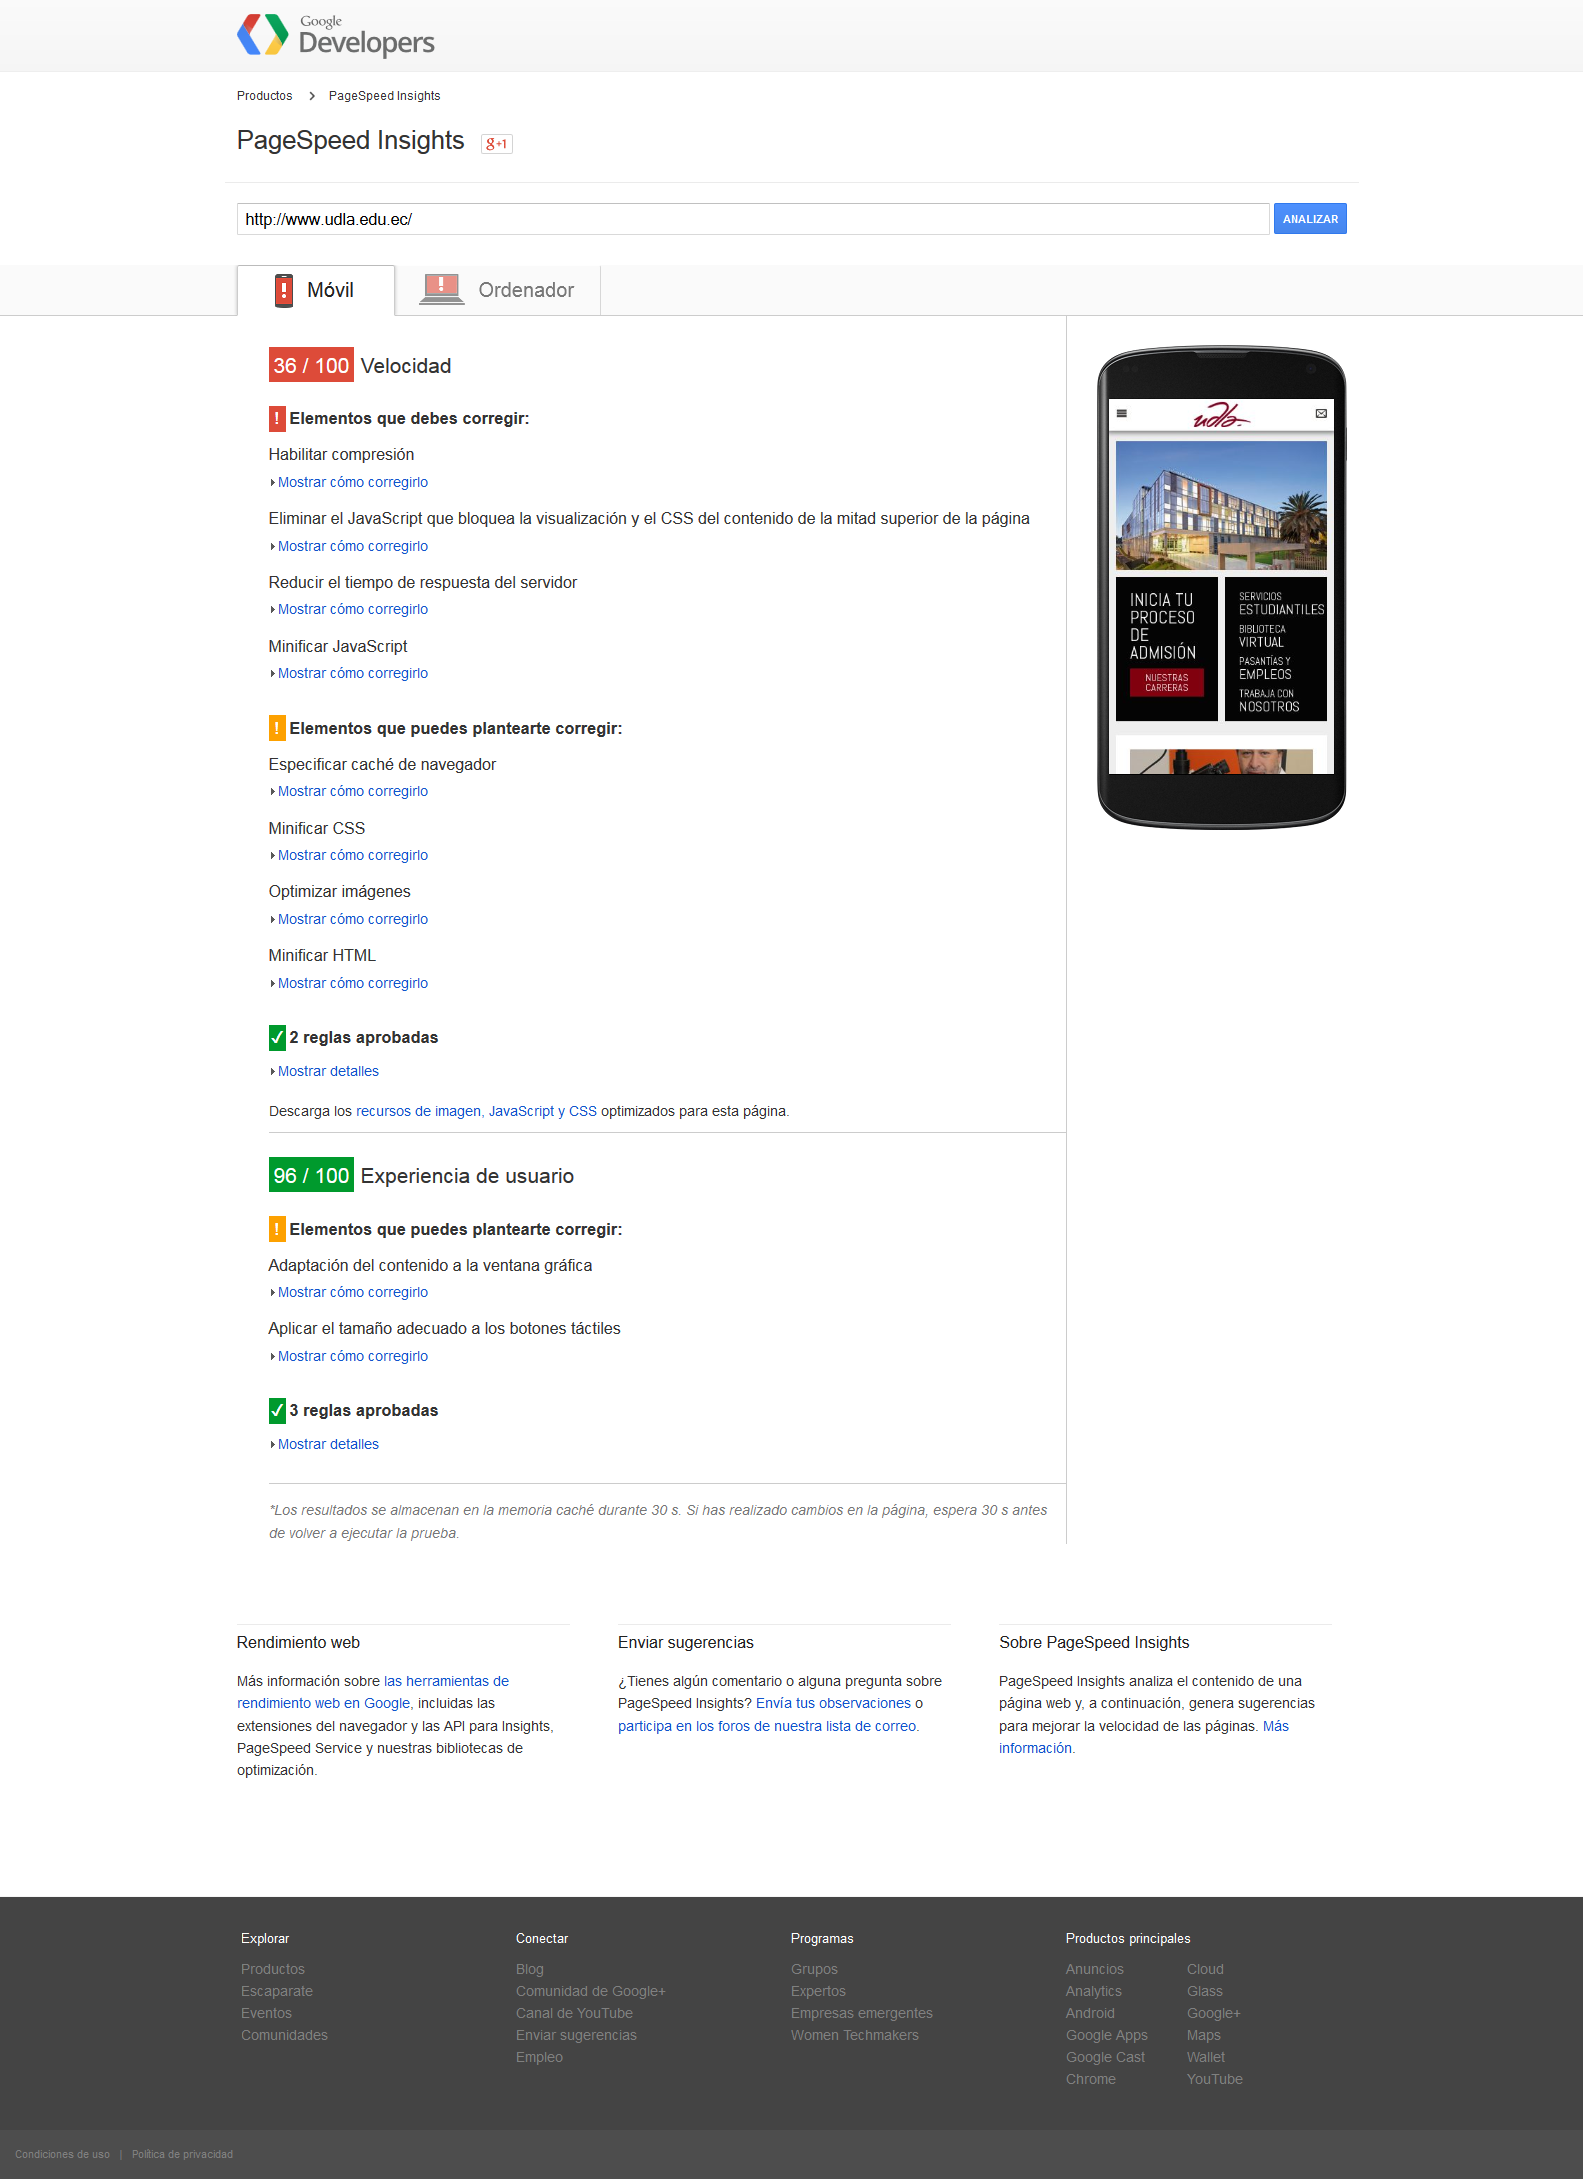 Google
Developers
Productos > PageSpeed Insights
PageSpeed Insights g+1
http://www.udla.edu.ec/ ANALIZAR
! Móvil ! Ordenador
36 / 100 Velocidad
! Elementos que debes corregir:
Habilitar compresión
Mostrar cómo corregirlo
Eliminar el JavaScript que bloquea la visualización y el CSS del contenido de la mitad superior de la página
Mostrar cómo corregirlo
Reducir el tiempo de respuesta del servidor
Mostrar cómo corregirlo
Minificar JavaScript
Mostrar cómo corregirlo
! Elementos que puedes plantearte corregir:
Especificar caché de navegador
Mostrar cómo corregirlo
Minificar CSS
Mostrar cómo corregirlo
Optimizar imágenes
Mostrar cómo corregirlo
Minificar HTML
Mostrar cómo corregirlo
✓ 2 reglas aprobadas
Mostrar detalles
Descarga los recursos de imagen, JavaScript y CSS optimizados para esta página.
96 / 100 Experiencia de usuario
! Elementos que puedes plantearte corregir:
Adaptación del contenido a la ventana gráfica
Mostrar cómo corregirlo
Aplicar el tamaño adecuado a los botones táctiles
Mostrar cómo corregirlo
✓ 3 reglas aprobadas
Mostrar detalles
*Los resultados se almacenan en la memoria caché durante 30 s. Si has realizado cambios en la página, espera 30 s antes
de volver a ejecutar la prueba.
udla.
INICIA TU
PROCESO
DE
ADMISIÓN
NUESTRAS
CARRERAS
SERVICIOS
ESTUDIANTILES
BIBLIOTECA
VIRTUAL
PASANTÍAS Y
EMPLEOS
TRABAJA CON
NOSOTROS
Rendimiento web
Más información sobre las herramientas de
rendimiento web en Google, incluidas las
extensiones del navegador y las API para Insights,
PageSpeed Service y nuestras bibliotecas de
optimización.
Enviar sugerencias
¿Tienes algún comentario o alguna pregunta sobre
PageSpeed Insights? Envía tus observaciones o
participa en los foros de nuestra lista de correo.
Sobre PageSpeed Insights
PageSpeed Insights analiza el contenido de una
página web y, a continuación, genera sugerencias
para mejorar la velocidad de las páginas. Más
información.
Explorar
Productos
Escaparate
Eventos
Comunidades
Conectar
Blog
Comunidad de Google+
Canal de YouTube
Enviar sugerencias
Empleo
Programas
Grupos
Expertos
Empresas emergentes
Women Techmakers
Productos principales
Anuncios
Analytics
Android
Google Apps
Google Cast
Chrome
Cloud
Glass
Google+
Maps
Wallet
YouTube
Condiciones de uso | Política de privacidad